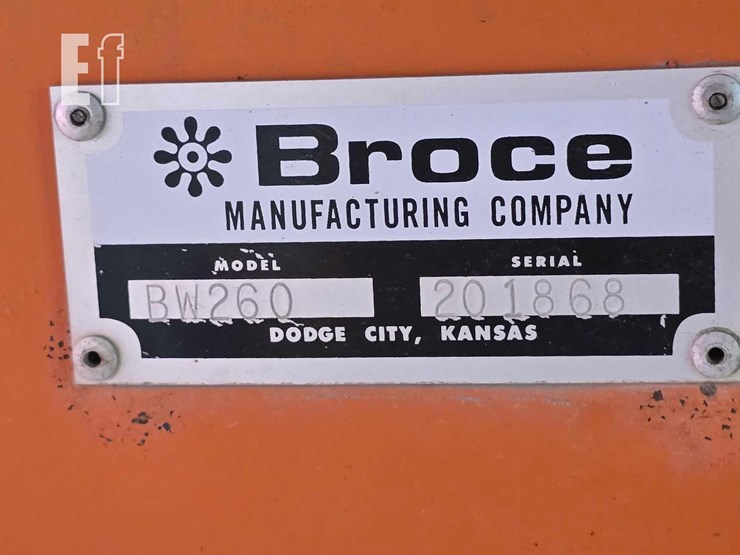 Ef
Broce
MANUFACTURING COMPANY
MODEL SERIAL
BW260 201868
DODGE CITY, KANSAS